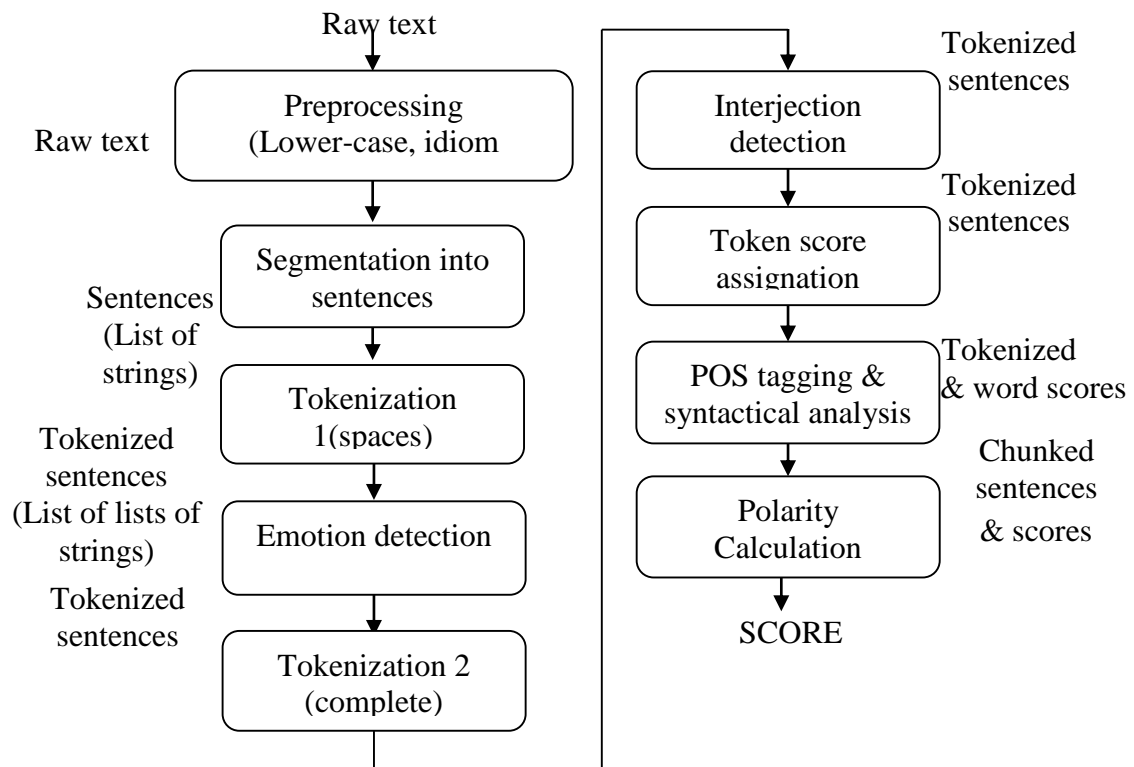 Raw text
Preprocessing
(Lower-case, idiom
Raw text
Segmentation into
sentences
Sentences
(List of
strings)
Tokenization
1(spaces)
Tokenized
sentences
(List of lists of
strings)
Emotion detection
Tokenized
sentences
Tokenization 2
(complete)
Tokenized
sentences
Interjection
detection
Tokenized
sentences
Token score
assignation
Tokenized
& word scores
POS tagging &
syntactical analysis
Chunked
sentences
& scores
Polarity
Calculation
SCORE